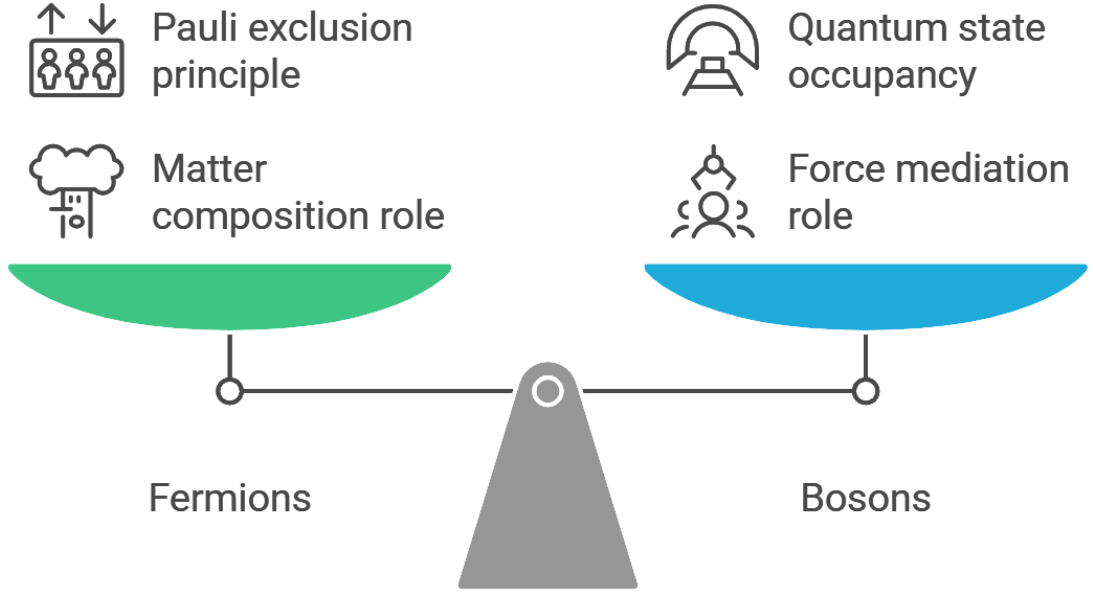 Pauli exclusion
principle
Quantum state
occupancy
Matter
composition role
Force mediation
role
Fermions
Bosons